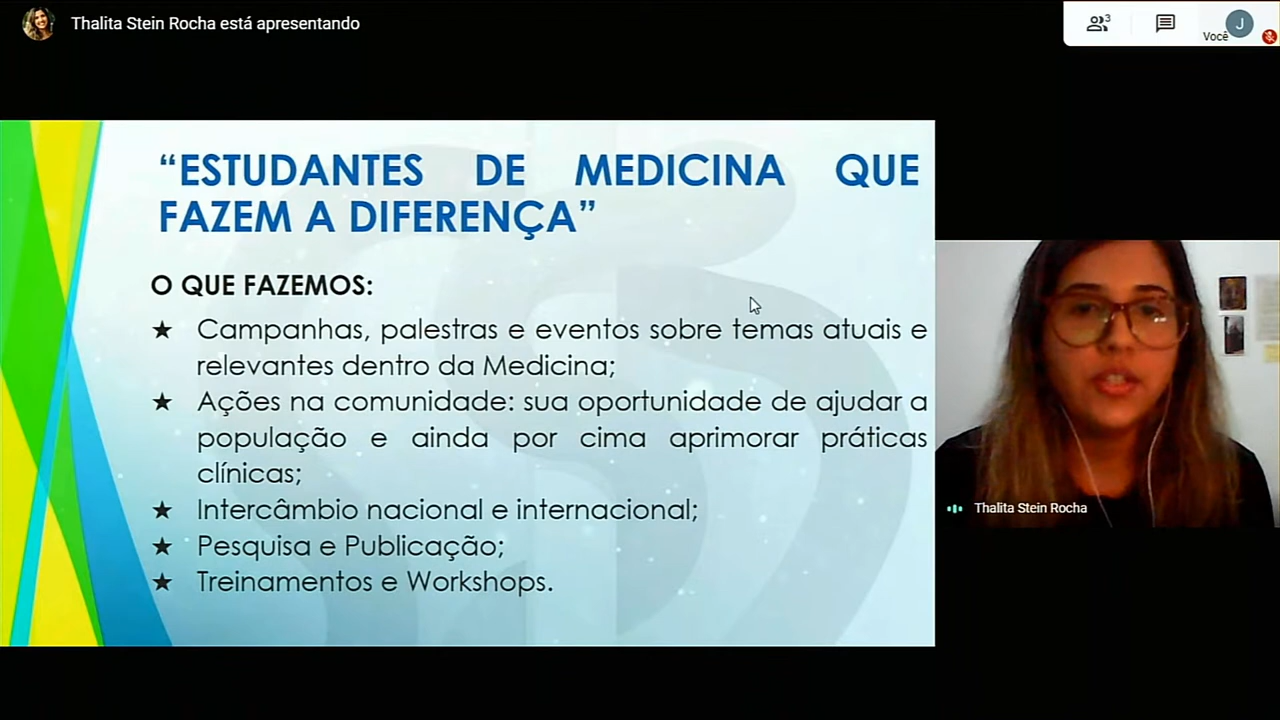 Thalita Stein Rocha está apresentando
3
Você
J
“ESTUDANTES DE MEDICINA QUE
FAZEM A DIFERENÇA”
O QUE FAZEMOS:
★ Campanhas, palestras e eventos sobre temas atuais e
relevantes dentro da Medicina;
★ Ações na comunidade: sua oportunidade de ajudar a
população e ainda por cima aprimorar práticas
clínicas;
★ Intercâmbio nacional e internacional;
★ Pesquisa e Publicação;
★ Treinamentos e Workshops.
Thalita Stein Rocha